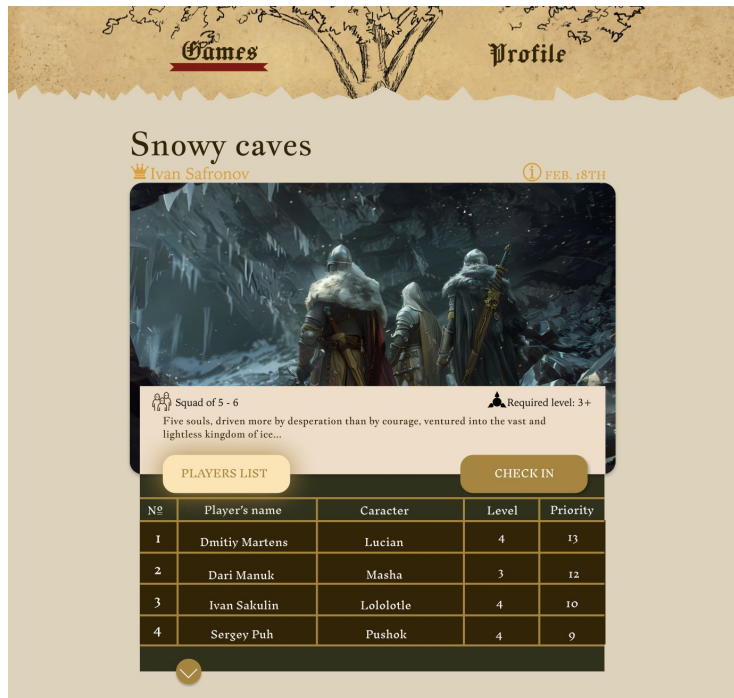 Games
Profile
Snowy caves
Ivan Safronov
i FEB. 18TH
Squad of 5 - 6
Required level: 3+
Five souls, driven more by desperation than by courage, ventured into the vast and
lightless kingdom of ice...
PLAYERS LIST
CHECK IN
Nº Player's name Caracter Level Priority
1 Dmitiy Martens Lucian 4 13
2 Dari Manuk Masha 3 12
3 Ivan Sakulin Lololotle 4 10
4 Sergey Puh Pushok 4 9